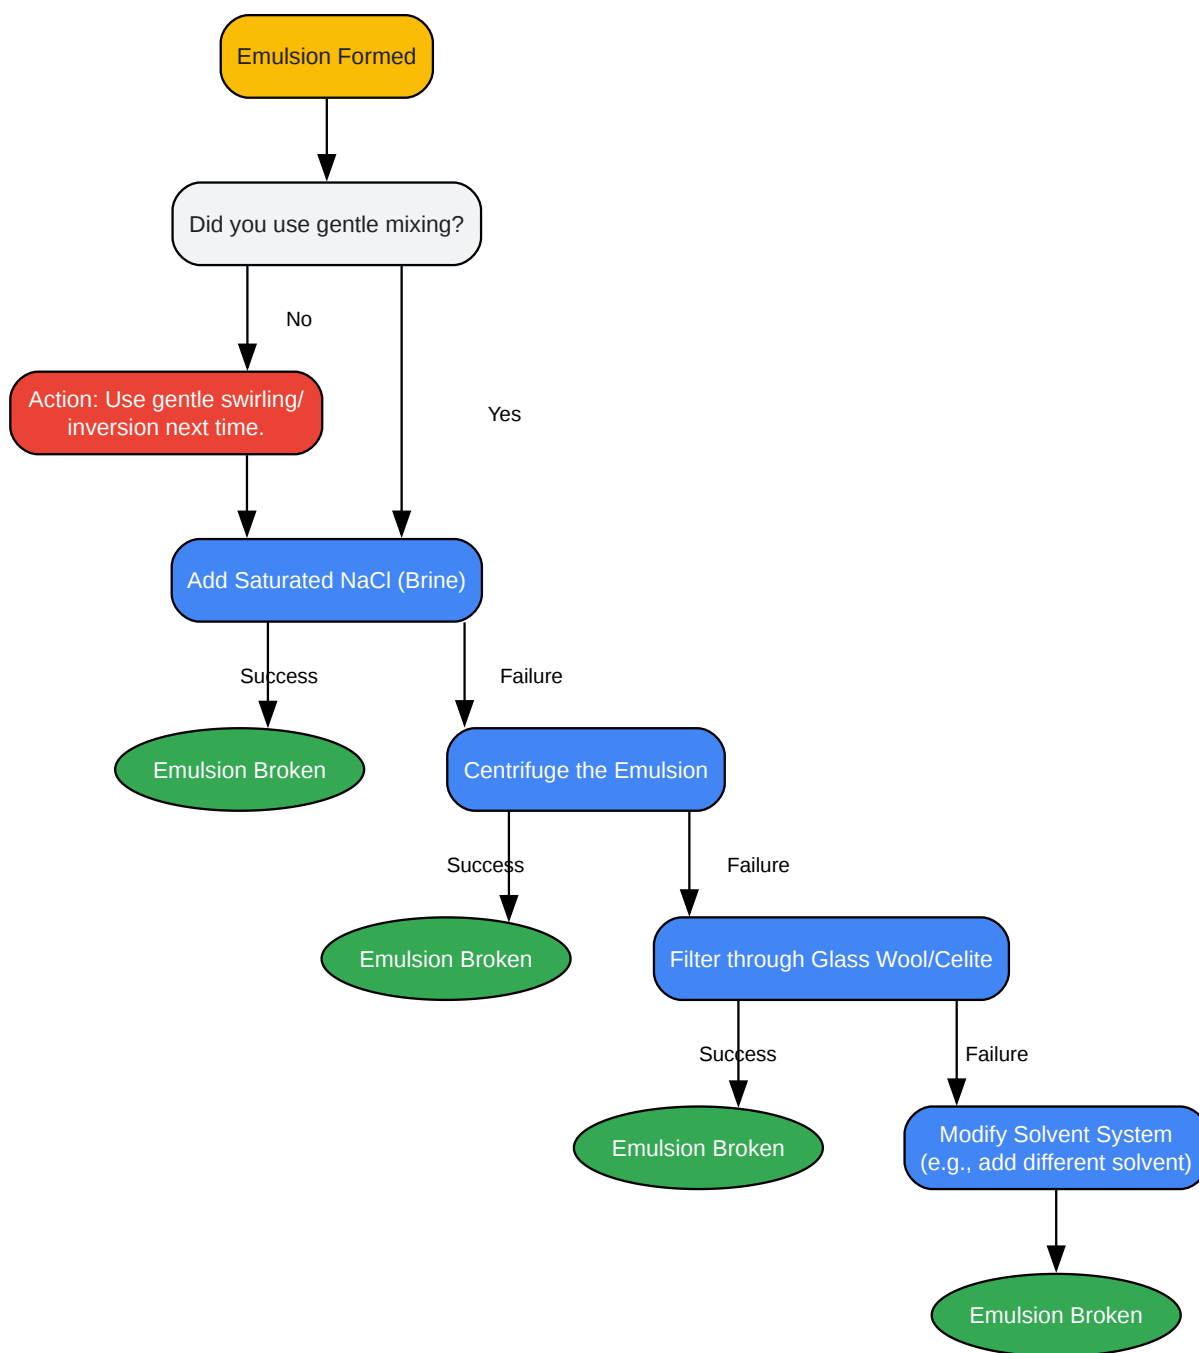 Emulsion Formed
Did you use gentle mixing?
No
Action: Use gentle swirling/
inversion next time.
Yes
Add Saturated NaCl (Brine)
Success
Failure
Emulsion Broken
Centrifuge the Emulsion
Success
Failure
Emulsion Broken
Filter through Glass Wool/Celite
Success
Failure
Emulsion Broken
Modify Solvent System
(e.g., add different solvent)
Emulsion Broken